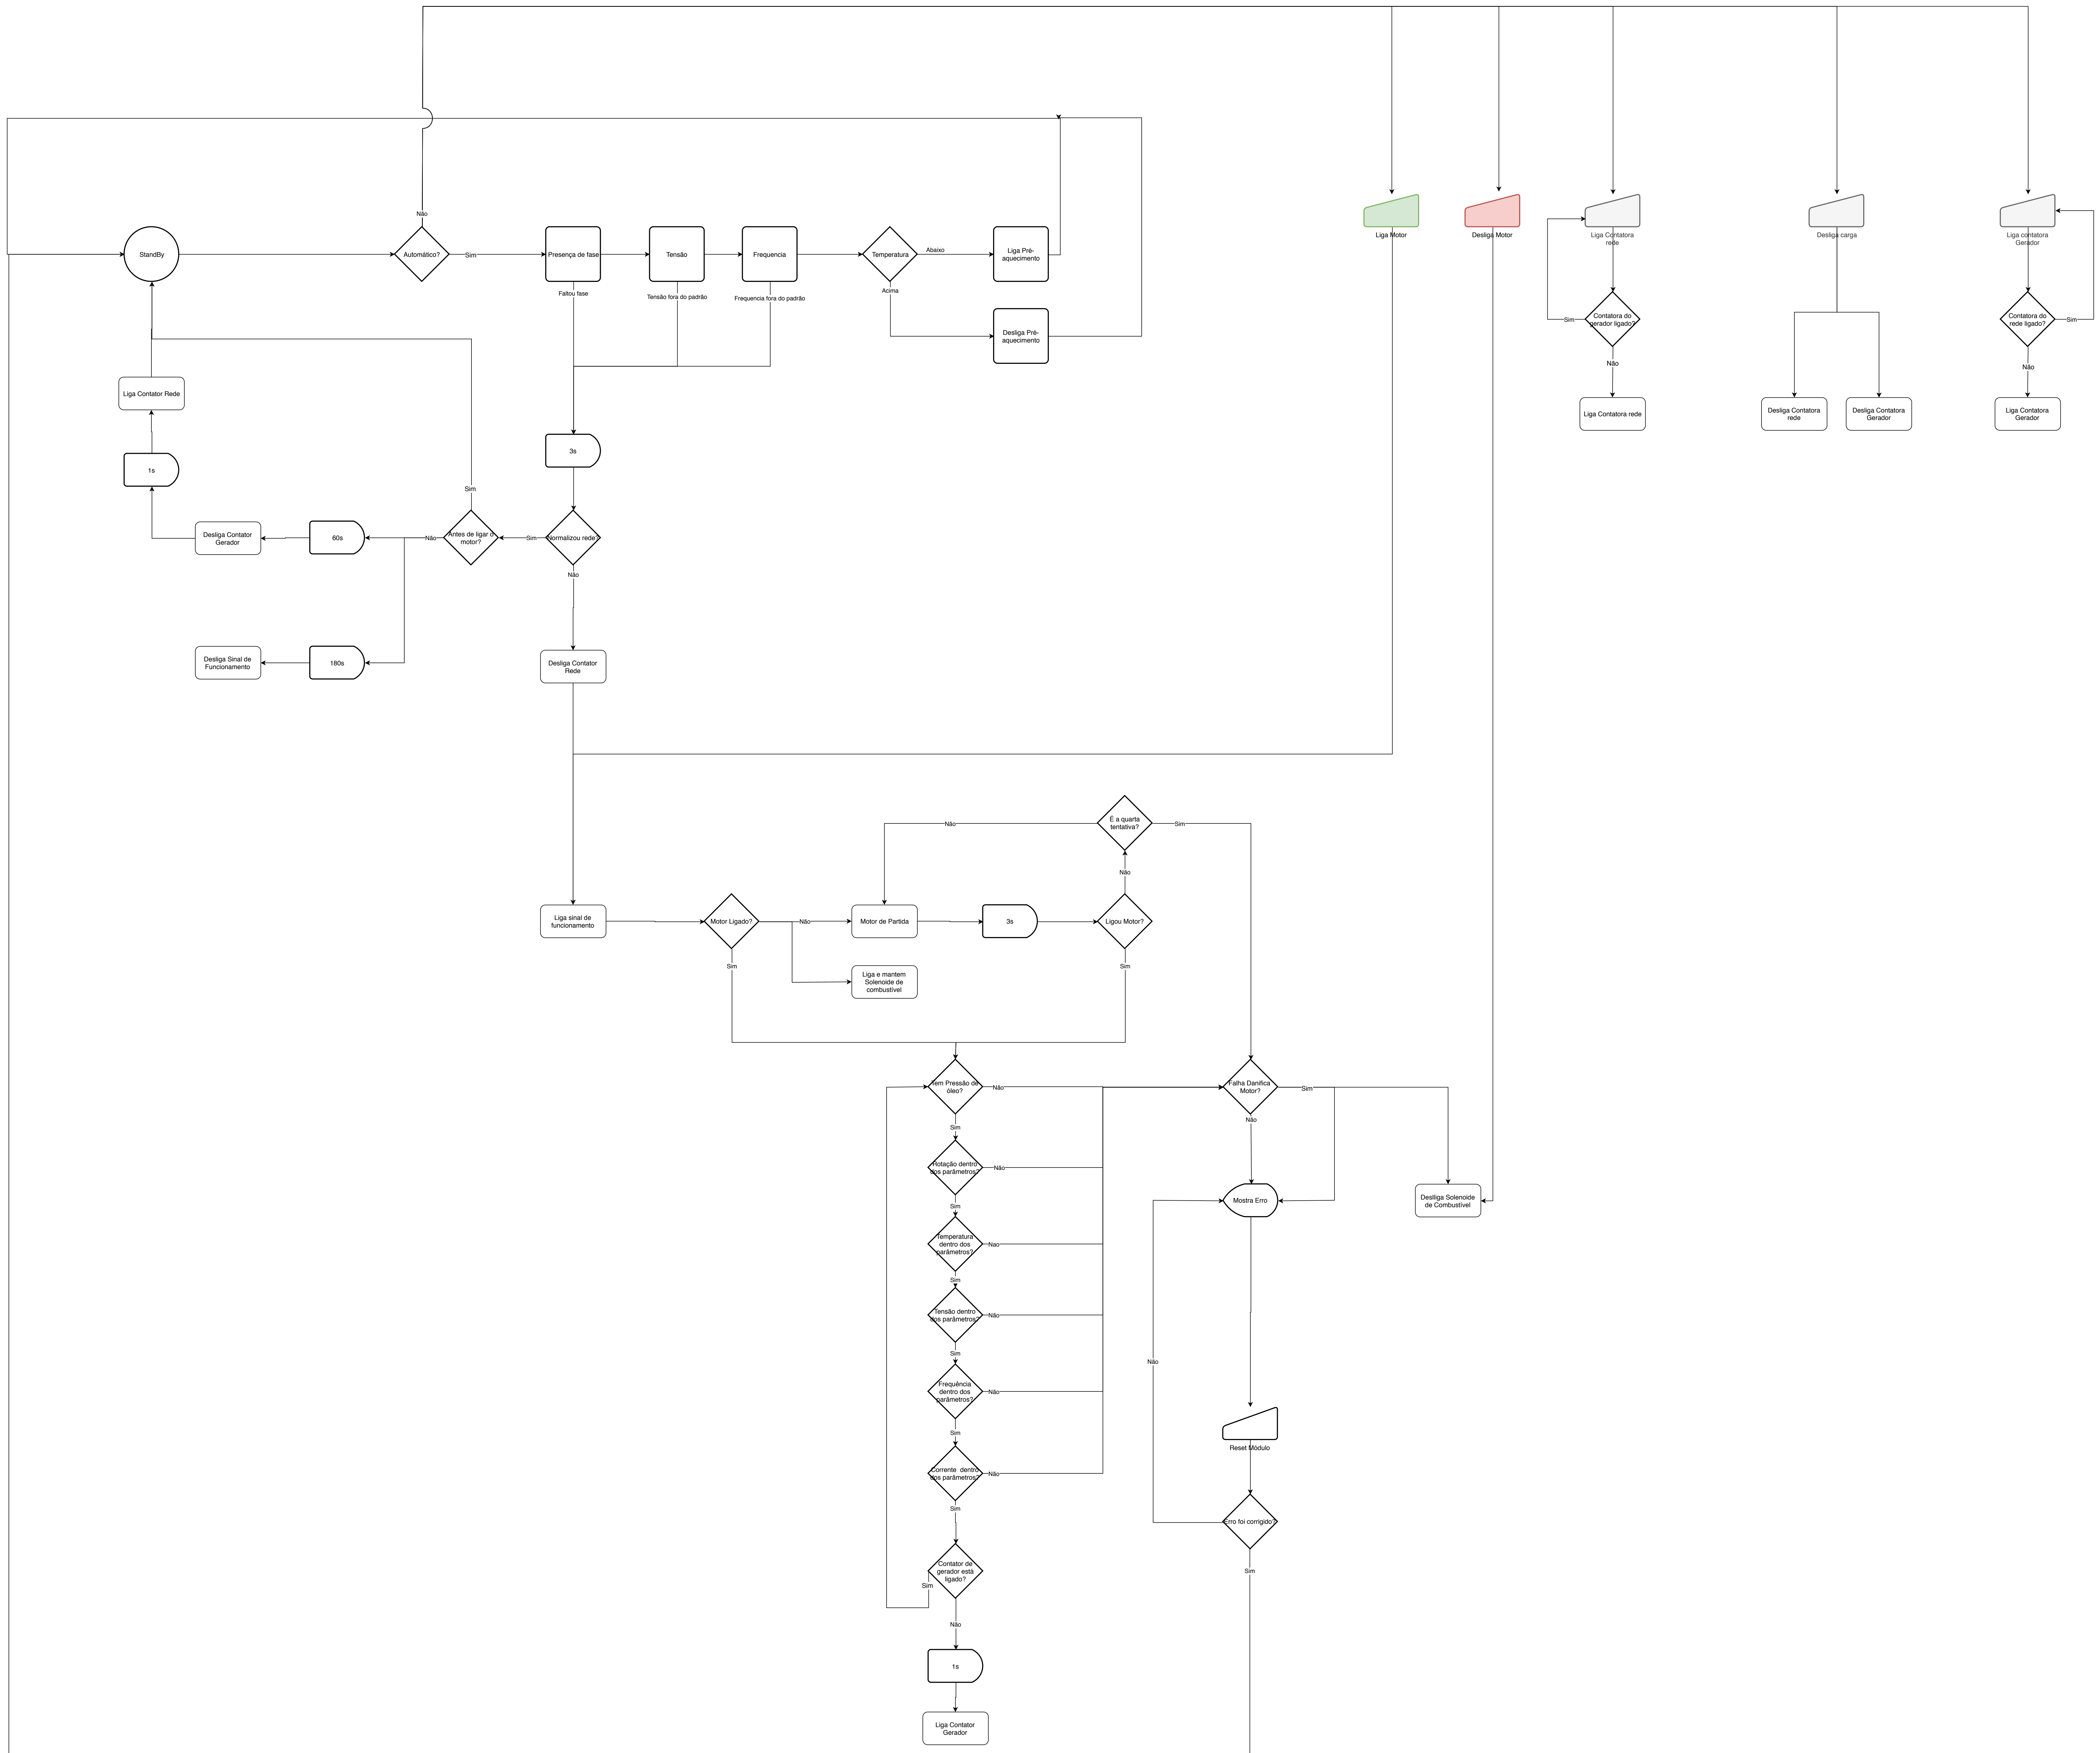 Não
StandBy
Automático?
Sim
Presença de fase
Tensão
Frequencia
Temperatura
Abaixo
Liga Pré-
aquecimento
Faltou fase
Tensão fora do padrão
Frequencia fora do padrão
Acima
Desliga Pré-
aquecimento
Liga Motor
Desliga Motor
Liga Contatora
rede
Desliga carga
Liga contatora
Gerador
Sim
Contatora do
gerador ligado?
Contatora do
rede ligado?
Sim
Não
Não
Liga Contatora rede
Desliga Contatora
rede
Desliga Contatora
Gerador
Liga Contatora
Gerador
Liga Contator Rede
1s
3s
Sim
Desliga Contator
Gerador
60s
Não
Antes de ligar o
motor?
Sim
Normalizou rede?
Não
Desliga Sinal de
Funcionamento
180s
Desliga Contator
Rede
Não
É a quarta
tentativa?
Sim
Não
Liga sinal de
funcionamento
Motor Ligado?
Não
Motor de Partida
3s
Ligou Motor?
Sim
Sim
Liga e mantem
Solenoide de
combustível
Tem Pressão de
óleo?
Não
Falha Danifica
Motor?
Sim
Sim
Não
Rotação dentro
dos parâmetros?
Não
Sim
Mostra Erro
Deslliga Solenoide
de Combustível
Temperatura
dentro dos
parâmetros?
Nao
Sim
Tensão dentro
dos parâmetros?
Não
Sim
Não
Frequência
dentro dos
parâmetros?
Não
Sim
Reset Módulo
Corrente dentro
dos parâmetros?
Não
Sim
Erro foi corrigido?
Contator de
gerador está
ligado?
Sim
Sim
Não
1s
Liga Contator
Gerador